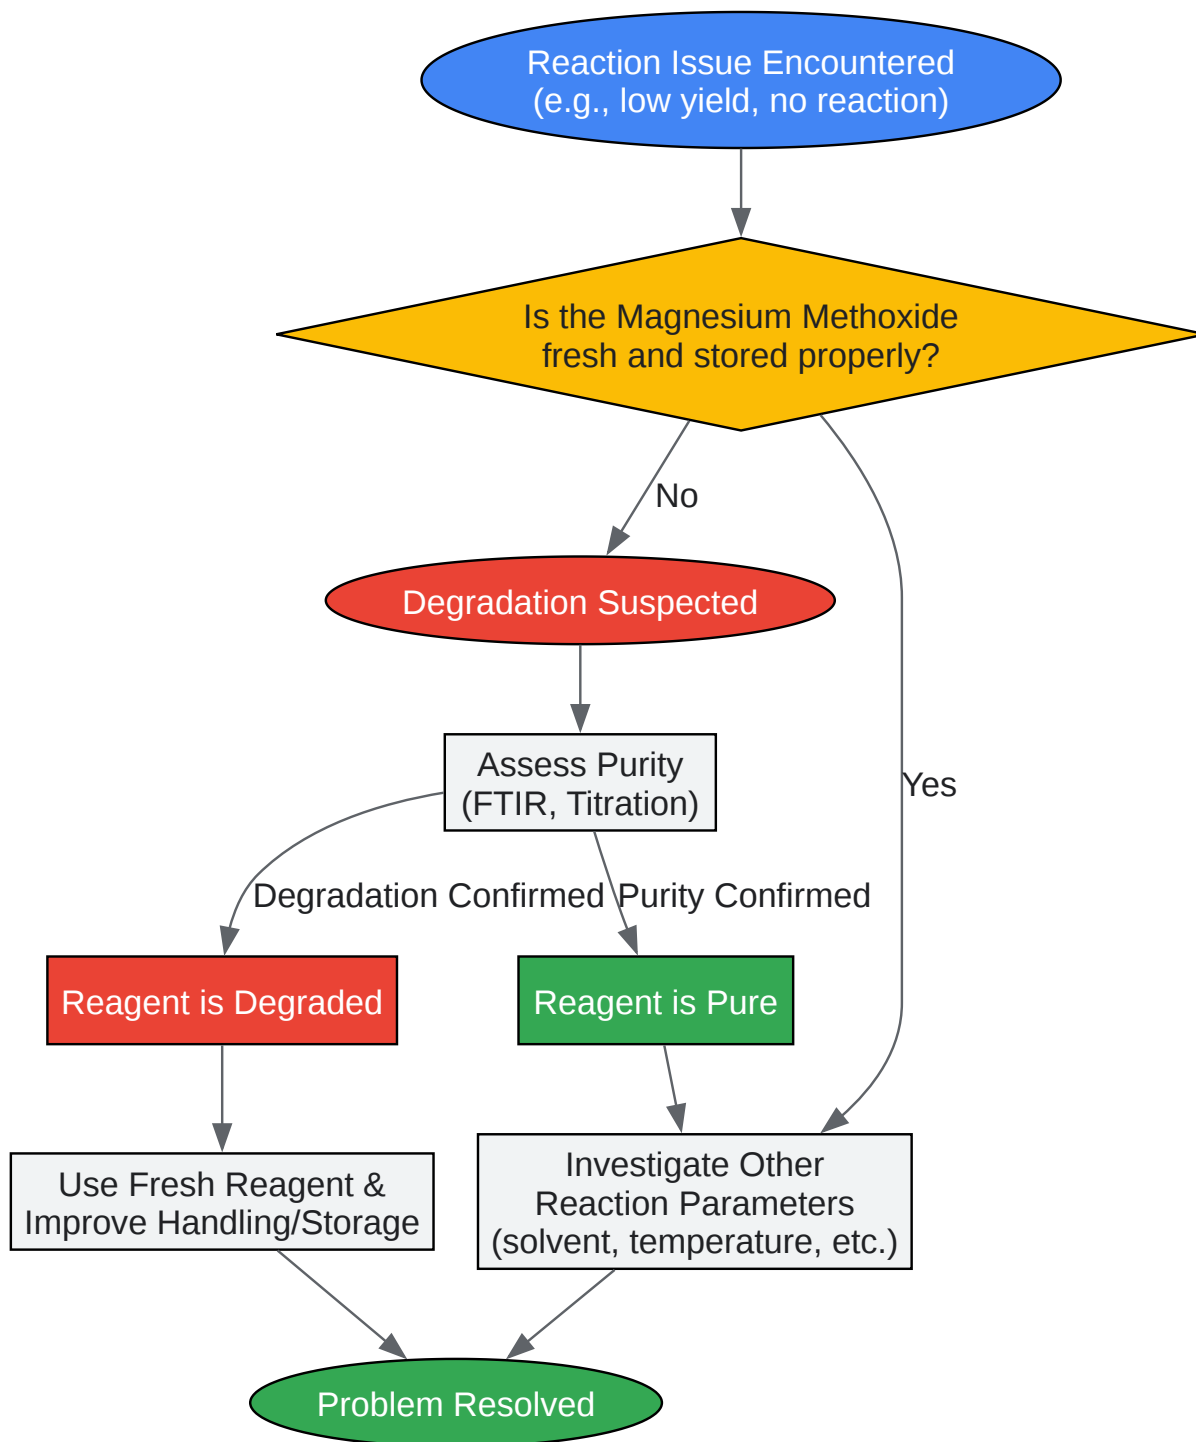 Reaction Issue Encountered
(e.g., low yield, no reaction)
Is the Magnesium Methoxide
fresh and stored properly?
No
Degradation Suspected
Assess Purity
(FTIR, Titration)
Yes
Degradation Confirmed
Purity Confirmed
Reagent is Degraded
Reagent is Pure
Use Fresh Reagent &
Improve Handling/Storage
Investigate Other
Reaction Parameters
(solvent, temperature, etc.)
Problem Resolved